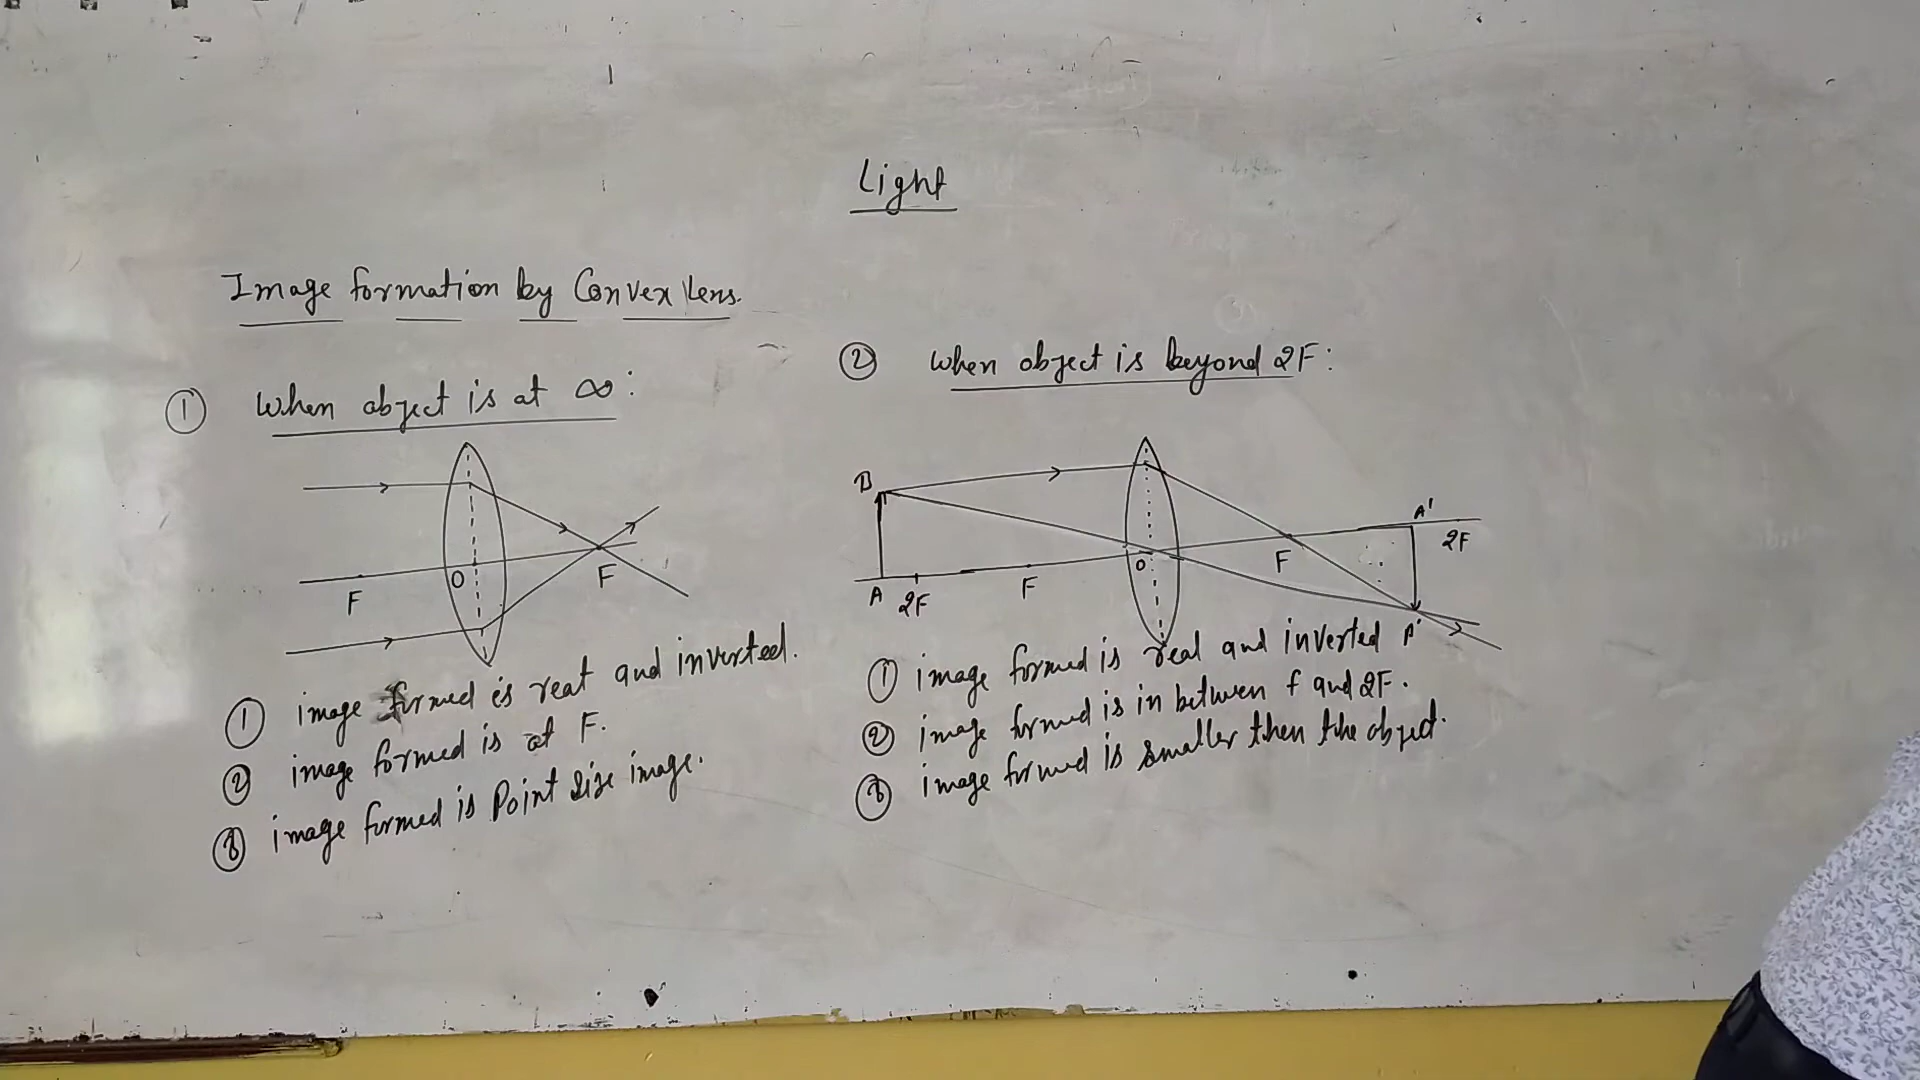 Light
Image formation by Convex lens.
① When object is at ∞:
F
O
F
① image formed is real and inverted.
② image formed is at F.
③ image formed is Point size image.
② When object is beyond 2F:
B
A
2F
F
O
F
A'
2F
① image formed is real and inverted
② image formed is in between f and 2F.
③ image formed is smaller then the object.